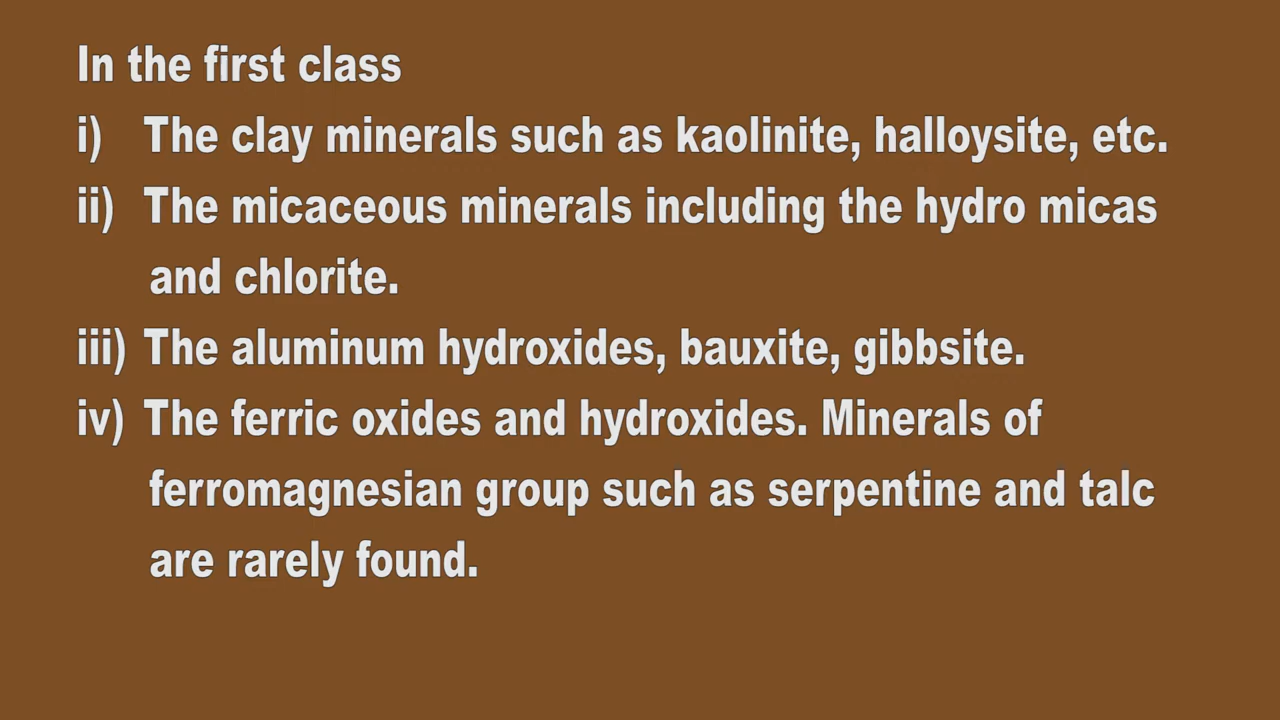 In the first class
i) The clay minerals such as kaolinite, halloysite, etc.
ii) The micaceous minerals including the hydro micas
and chlorite.
iii) The aluminum hydroxides, bauxite, gibbsite.
iv) The ferric oxides and hydroxides. Minerals of
ferromagnesian group such as serpentine and talc
are rarely found.